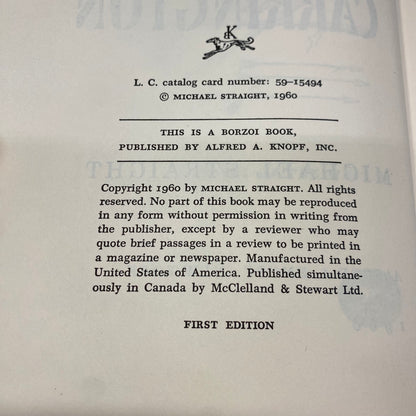 CARRINGTON
K
L. C. catalog card number: 59–15494
© MICHAEL STRAIGHT, 1960
THIS IS A BORZOI BOOK,
PUBLISHED BY ALFRED A. KNOPF, INC.
MICHAEL STRAIGHT
Copyright 1960 by MICHAEL STRAIGHT. All rights
reserved. No part of this book may be reproduced
in any form without permission in writing from
the publisher, except by a reviewer who may
quote brief passages in a review to be printed in
a magazine or newspaper. Manufactured in the
United States of America. Published simultane-
ously in Canada by McClelland & Stewart Ltd.
FIRST EDITION